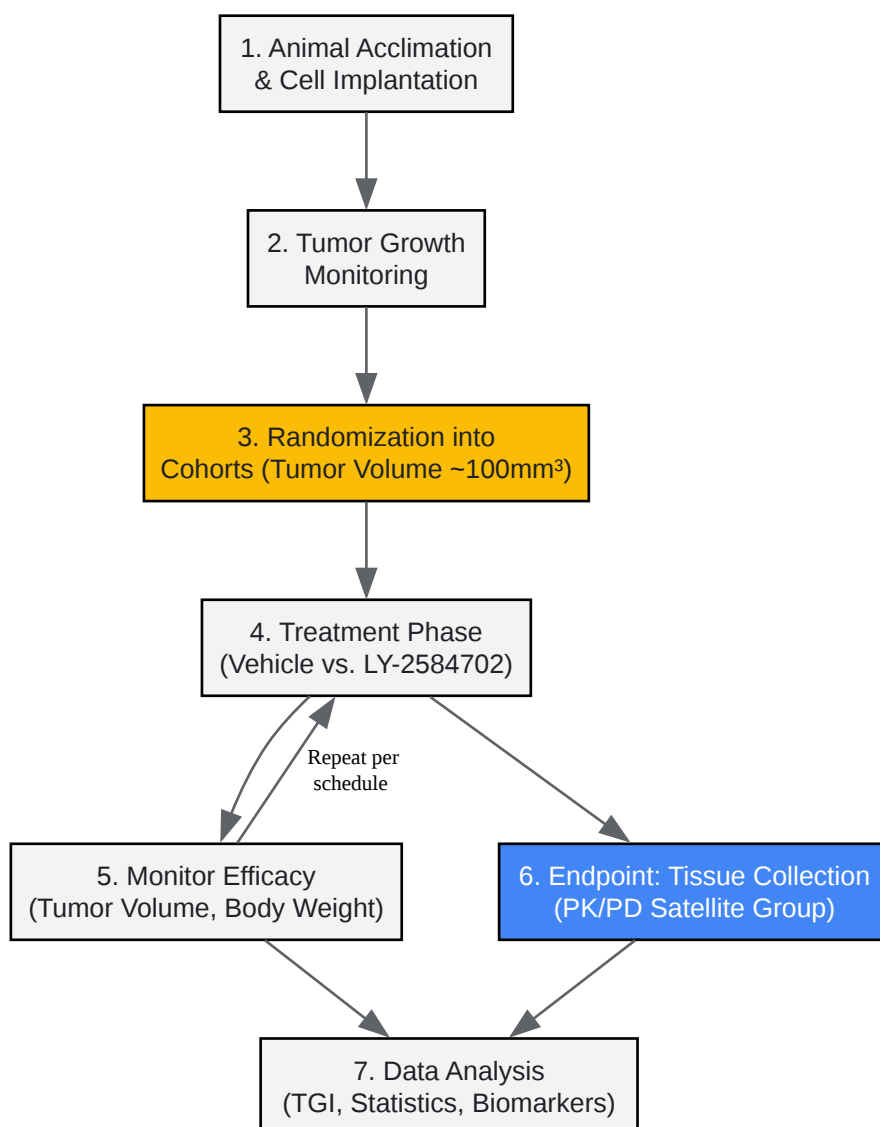 1. Animal Acclimation
& Cell Implantation
2. Tumor Growth
Monitoring
3. Randomization into
Cohorts (Tumor Volume ~100mm³)
4. Treatment Phase
(Vehicle vs. LY-2584702)
Repeat per
schedule
5. Monitor Efficacy
(Tumor Volume, Body Weight)
6. Endpoint: Tissue Collection
(PK/PD Satellite Group)
7. Data Analysis
(TGI, Statistics, Biomarkers)